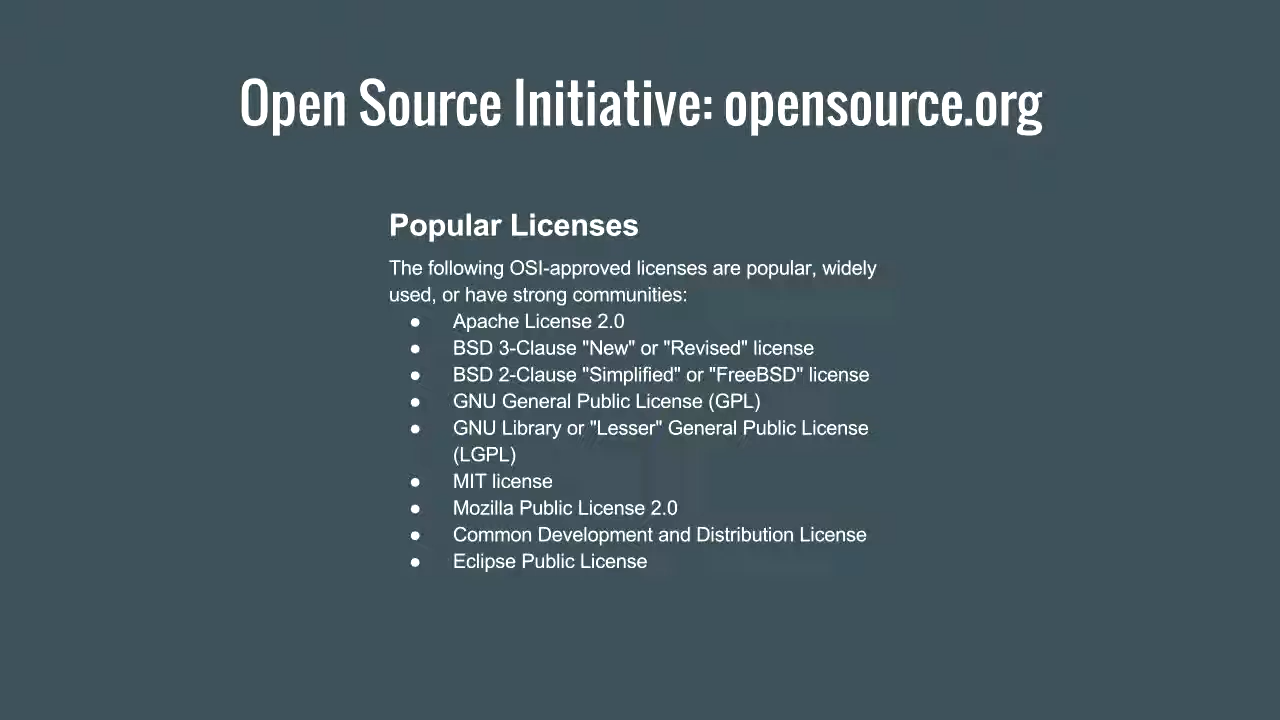 Open Source Initiative: opensource.org
Popular Licenses
The following OSI-approved licenses are popular, widely
used, or have strong communities:
● Apache License 2.0
● BSD 3-Clause "New" or "Revised" license
● BSD 2-Clause "Simplified" or "FreeBSD" license
● GNU General Public License (GPL)
● GNU Library or "Lesser" General Public License
(LGPL)
● MIT license
● Mozilla Public License 2.0
● Common Development and Distribution License
● Eclipse Public License